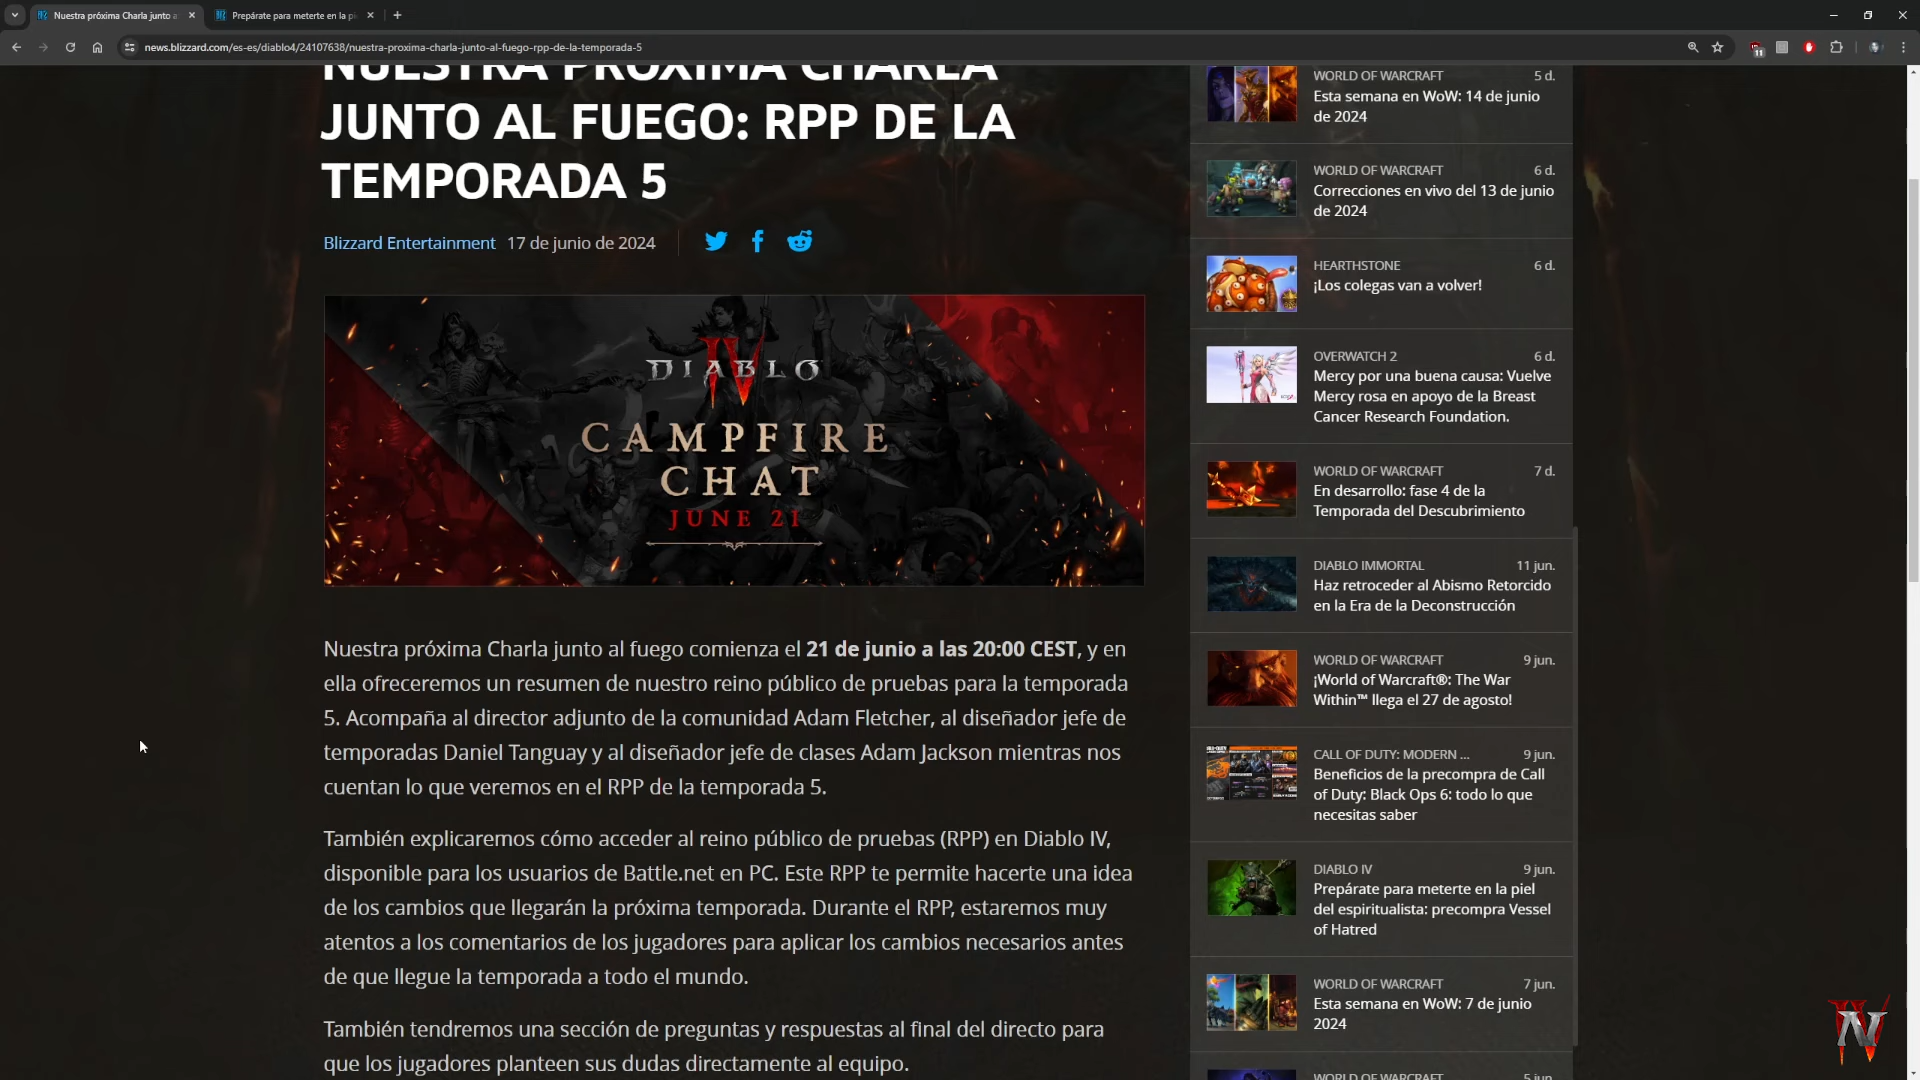 Nuestra próxima Charla junto a
Prepárate para meterte en la pi
news.blizzard.com/es-es/diablo4/24107638/nuestra-proxima-charla-junto-al-fuego-rpp-de-la-temporada-5
11
NUESTRA PRÓXIMA CHARLA
JUNTO AL FUEGO: RPP DE LA
TEMPORADA 5
Blizzard Entertainment 17 de junio de 2024
DIABLO
IV
CAMPFIRE
CHAT
JUNE 21
Nuestra próxima Charla junto al fuego comienza el 21 de junio a las 20:00 CEST, y en
ella ofreceremos un resumen de nuestro reino público de pruebas para la temporada
5. Acompaña al director adjunto de la comunidad Adam Fletcher, al diseñador jefe de
temporadas Daniel Tanguay y al diseñador jefe de clases Adam Jackson mientras nos
cuentan lo que veremos en el RPP de la temporada 5.
También explicaremos cómo acceder al reino público de pruebas (RPP) en Diablo IV,
disponible para los usuarios de Battle.net en PC. Este RPP te permite hacerte una idea
de los cambios que llegarán la próxima temporada. Durante el RPP, estaremos muy
atentos a los comentarios de los jugadores para aplicar los cambios necesarios antes
de que llegue la temporada a todo el mundo.
También tendremos una sección de preguntas y respuestas al final del directo para
que los jugadores planteen sus dudas directamente al equipo.
WORLD OF WARCRAFT 5 d.
Esta semana en WoW: 14 de junio
de 2024
WORLD OF WARCRAFT 6 d.
Correcciones en vivo del 13 de junio
de 2024
HEARTHSTONE 6 d.
¡Los colegas van a volver!
OVERWATCH 2 6 d.
Mercy por una buena causa: Vuelve
Mercy rosa en apoyo de la Breast
Cancer Research Foundation.
WORLD OF WARCRAFT 7 d.
En desarrollo: fase 4 de la
Temporada del Descubrimiento
DIABLO IMMORTAL 11 jun.
Haz retroceder al Abismo Retorcido
en la Era de la Deconstrucción
WORLD OF WARCRAFT 9 jun.
¡World of Warcraft®: The War
Within™ llega el 27 de agosto!
CALL OF DUTY: MODERN ... 9 jun.
Beneficios de la precompra de Call
of Duty: Black Ops 6: todo lo que
necesitas saber
DIABLO IV 9 jun.
Prepárate para meterte en la piel
del espiritualista: precompra Vessel
of Hatred
WORLD OF WARCRAFT 7 jun.
Esta semana en WoW: 7 de junio
2024
WORLD OF WARCRAFT 5 jun.